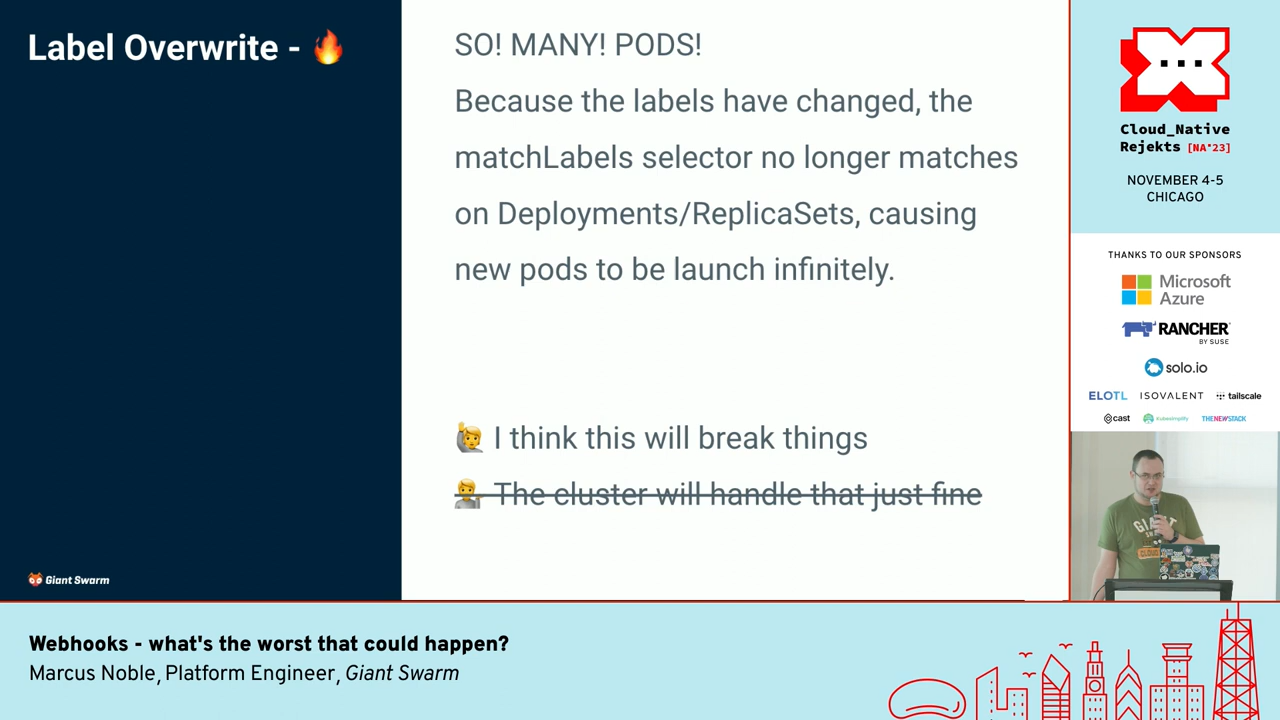 Label Overwrite - 🔥
SO! MANY! PODS!
Because the labels have changed, the
matchLabels selector no longer matches
on Deployments/ReplicaSets, causing
new pods to be launch infinitely.
🙋 I think this will break things
💁 The cluster will handle that just fine
Giant Swarm
Cloud_Native
Rejekts [NA'23]
NOVEMBER 4-5
CHICAGO
THANKS TO OUR SPONSORS
Microsoft
Azure
RANCHER
BY SUSE
solo.io
ELOTL ISOVALENT tailscale
cast kubesimplify THENEWSTACK
GIANT
Webhooks - what's the worst that could happen?
Marcus Noble, Platform Engineer, Giant Swarm